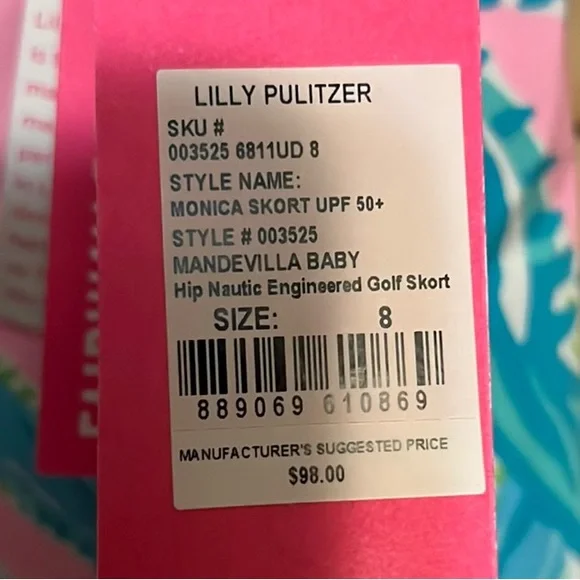 LILLY PULITZER
SKU #
003525 6811UD 8
STYLE NAME:
MONICA SKORT UPF 50+
STYLE # 003525
MANDEVILLA BABY
Hip Nautic Engineered Golf Skort
SIZE: 8
889069 610869
MANUFACTURER'S SUGGESTED PRICE
$98.00